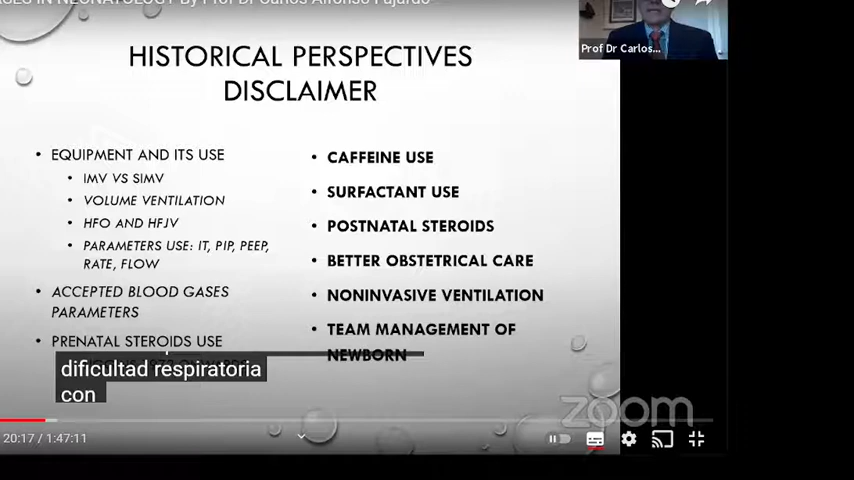 ASES IN NEONATOLOGY By Prof Dr Carlos Alfonso Fajardo
Prof Dr Carlos...
HISTORICAL PERSPECTIVES
DISCLAIMER
• EQUIPMENT AND ITS USE
• IMV VS SIMV
• VOLUME VENTILATION
• HFO AND HFJV
• PARAMETERS USE: IT, PIP, PEEP,
RATE, FLOW
• ACCEPTED BLOOD GASES
PARAMETERS
• PRENATAL STEROIDS USE
• CAFFEINE USE
• SURFACTANT USE
• POSTNATAL STEROIDS
• BETTER OBSTETRICAL CARE
• NONINVASIVE VENTILATION
• TEAM MANAGEMENT OF
NEWBORN
dificultad respiratoria
con
zoom
20:17 / 1:47:11